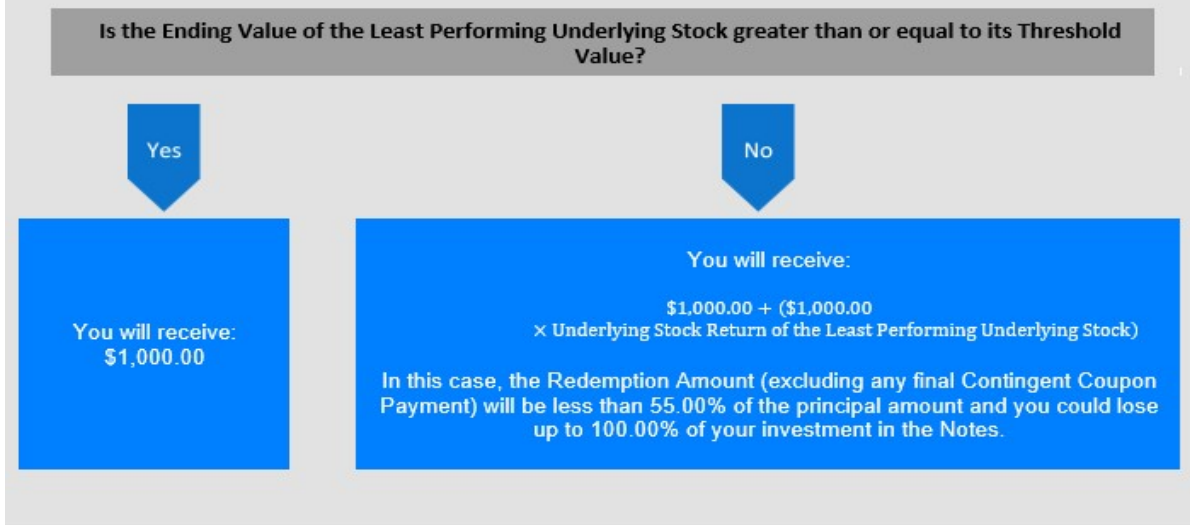 Is the Ending Value of the Least Performing Underlying Stock greater than or equal to its Threshold
Value?
Yes
No
You will receive:
$1,000.00
You will receive:
$1,000.00 + ($1,000.00
× Underlying Stock Return of the Least Performing Underlying Stock)
In this case, the Redemption Amount (excluding any final Contingent Coupon
Payment) will be less than 55.00% of the principal amount and you could lose
up to 100.00% of your investment in the Notes.